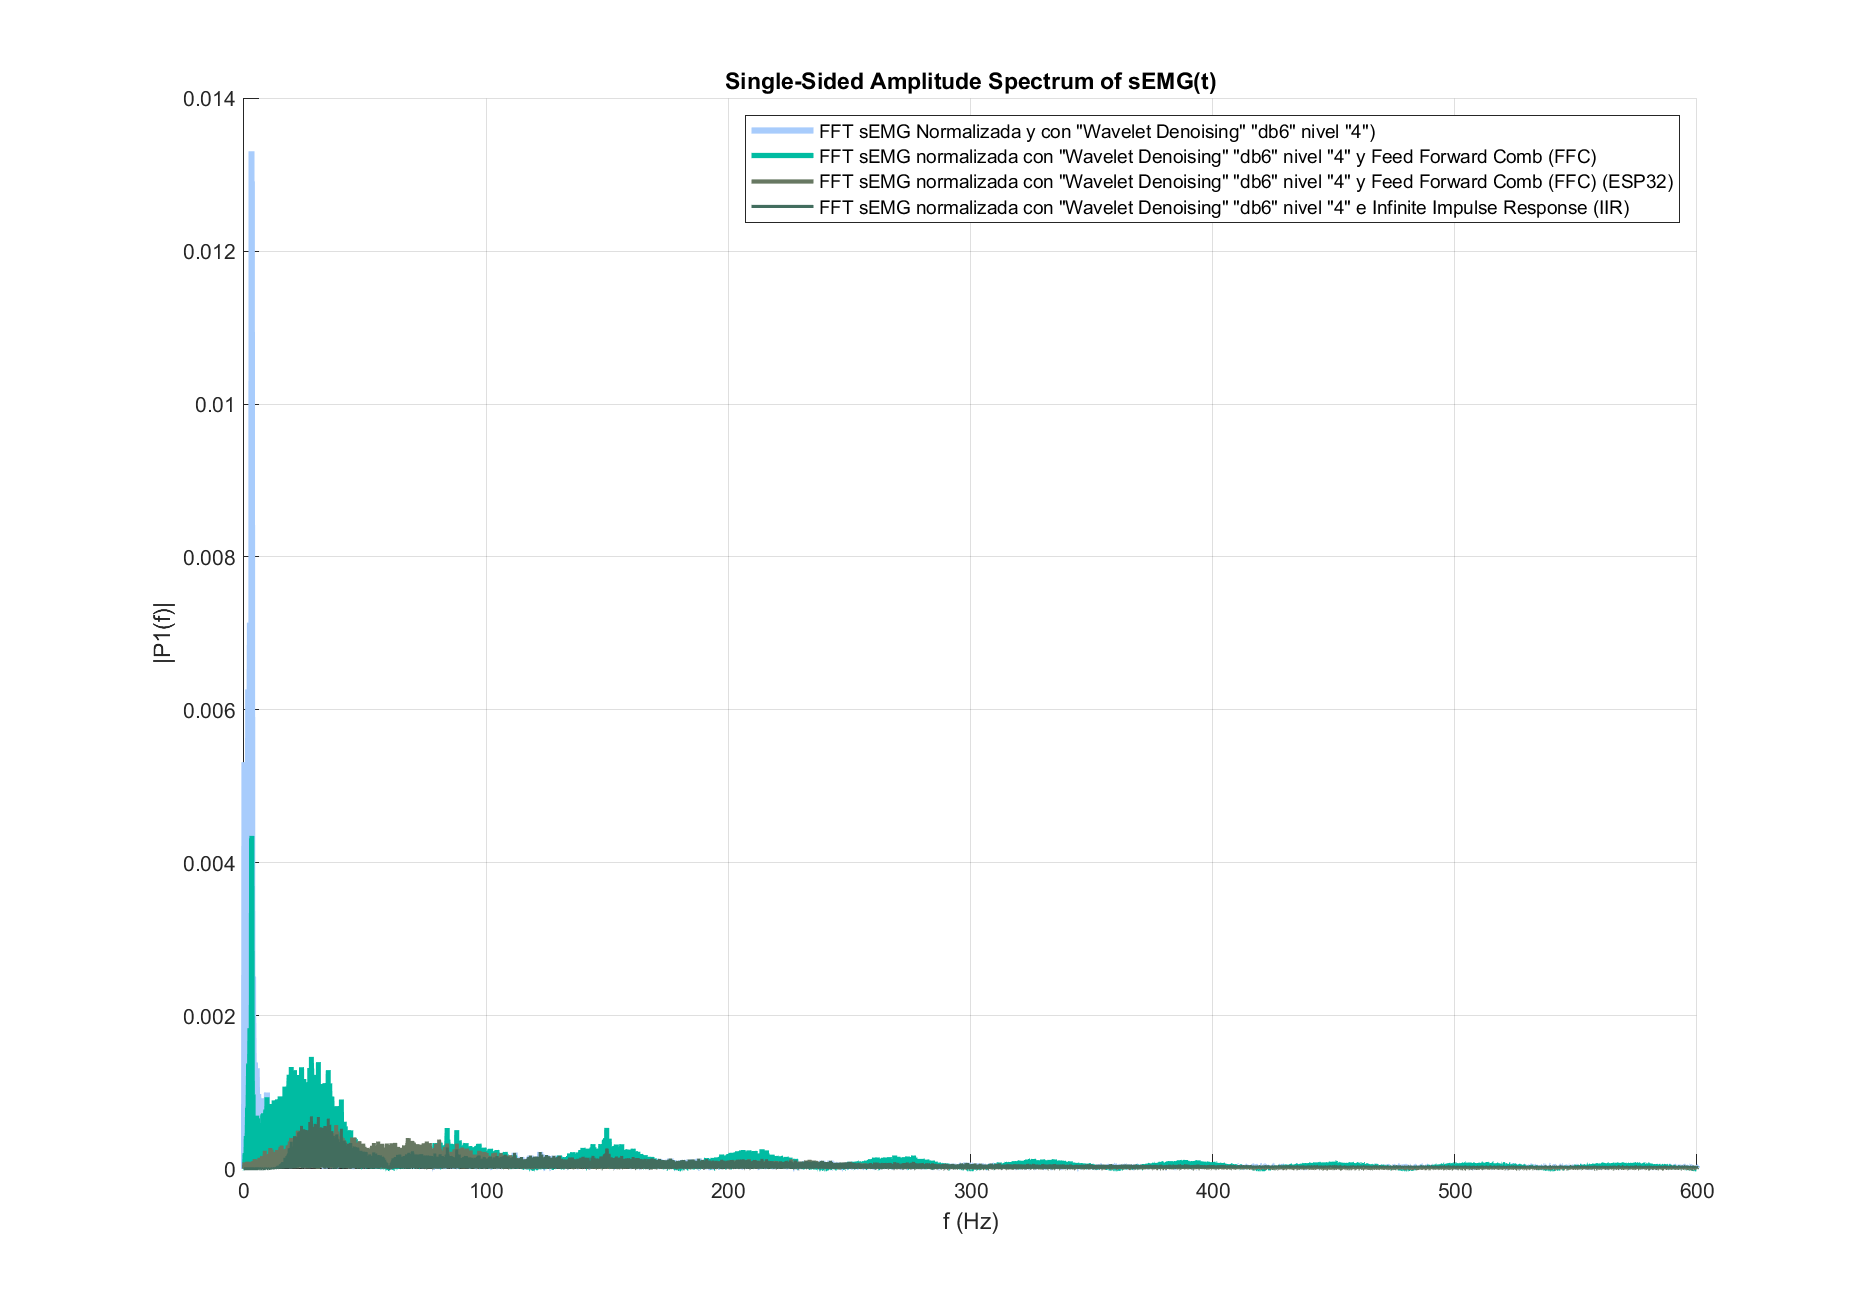 Single-Sided Amplitude Spectrum of sEMG(t)
0.014
0.012
0.01
0.008
0.006
0.004
0.002
0
|P1(f)|
FFT sEMG Normalizada y con "Wavelet Denoising" "db6" nivel "4")
FFT sEMG normalizada con "Wavelet Denoising" "db6" nivel "4" y Feed Forward Comb (FFC)
FFT sEMG normalizada con "Wavelet Denoising" "db6" nivel "4" y Feed Forward Comb (FFC) (ESP32)
FFT sEMG normalizada con "Wavelet Denoising" "db6" nivel "4" e Infinite Impulse Response (IIR)
0 100 200 300 400 500 600
f (Hz)